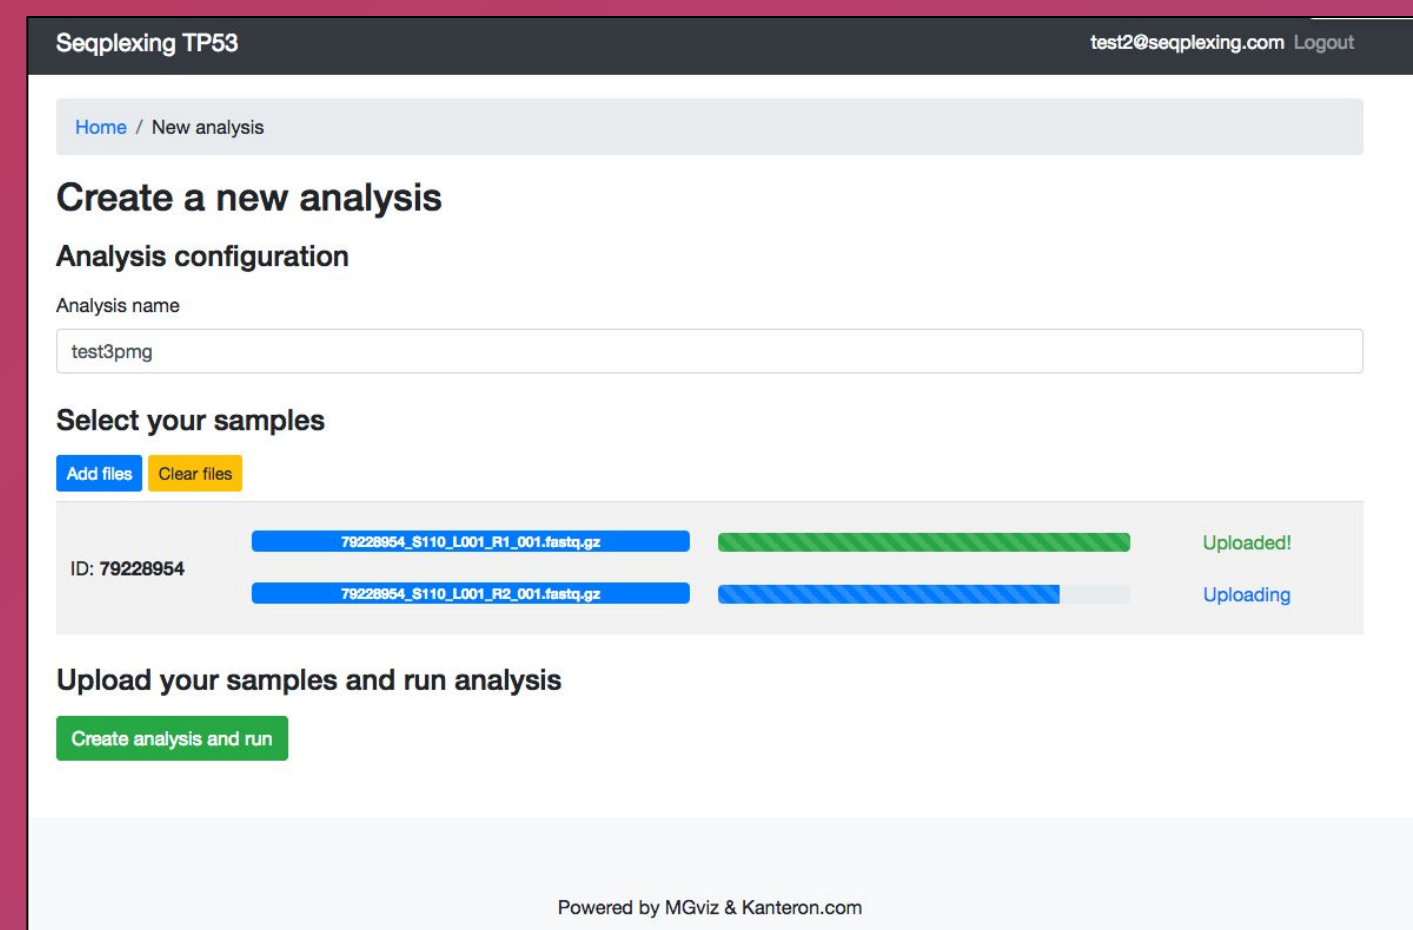 Seqplexing TP53 test2@seqplexing.com Logout
Home / New analysis
Create a new analysis
Analysis configuration
Analysis name
test3pmg
Select your samples
Add files Clear files
79228954_S110_L001_R1_001.fastq.gz Uploaded!
ID: 79228954
79228954_S110_L001_R2_001.fastq.gz Uploading
Upload your samples and run analysis
Create analysis and run
Powered by MGviz & Kanteron.com